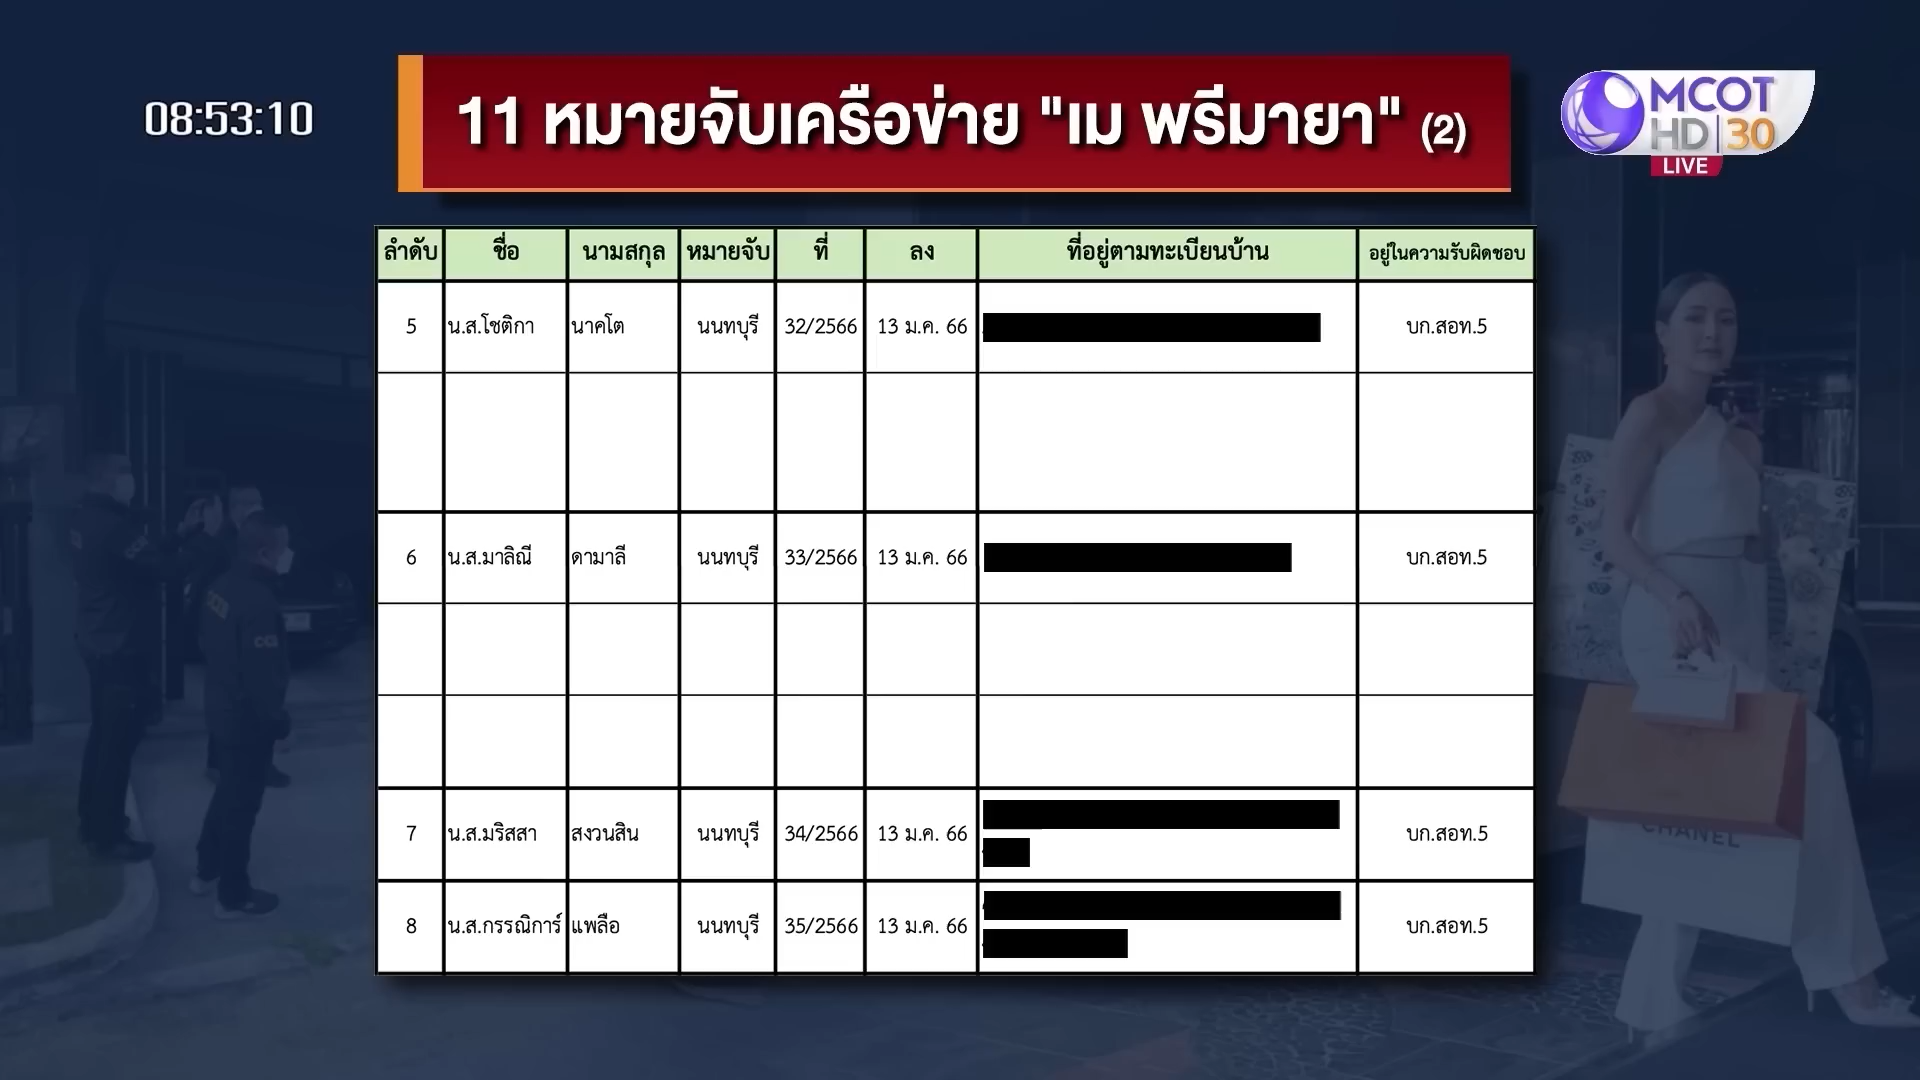 08:53:10
11 หมายจับเครือข่าย "เม พรีมายา" (2)
MCOT
HD 30
LIVE
ลำดับ ชื่อ นามสกุล หมายจับ ที่ ลง ที่อยู่ตามทะเบียนบ้าน อยู่ในความรับผิดชอบ
5 น.ส.โชติกา นาคโต นนทบุรี 32/2566 13 ม.ค. 66 บก.สอท.5
6 น.ส.มาลิณี ดามาลี นนทบุรี 33/2566 13 ม.ค. 66 บก.สอท.5
7 น.ส.มริสสา สงวนสิน นนทบุรี 34/2566 13 ม.ค. 66 บก.สอท.5
8 น.ส.กรรณิการ์ แพลือ นนทบุรี 35/2566 13 ม.ค. 66 บก.สอท.5
CHANEL